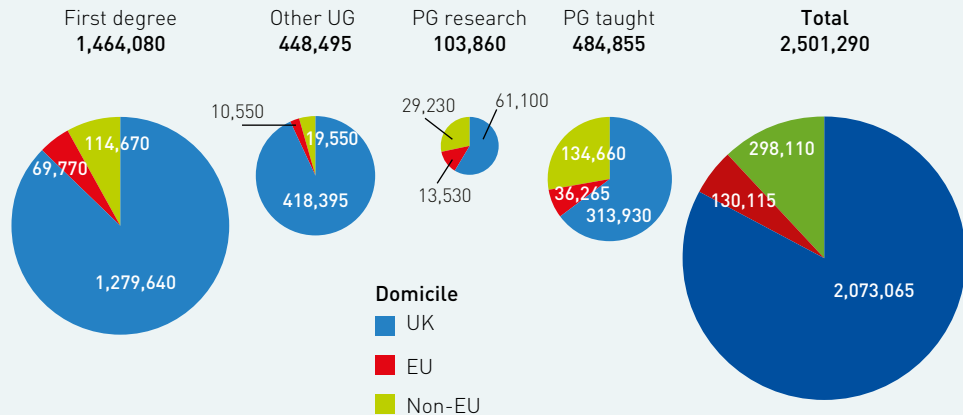 First degree
1,464,080
Other UG
448,495
PG research
103,860
PG taught
484,855
Total
2,501,290
114,670
69,770
1,279,640
10,550
19,550
418,395
29,230
61,100
13,530
134,660
36,265
313,930
298,110
130,115
2,073,065
Domicile
UK
EU
Non-EU